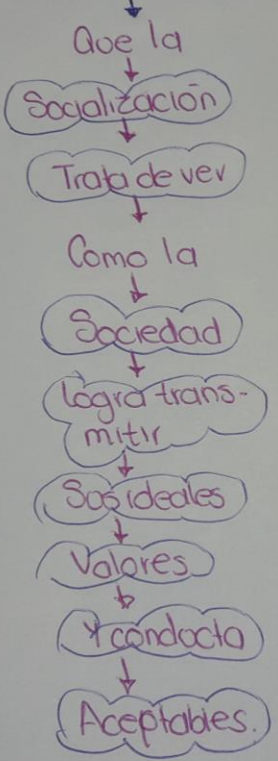 Que la
Socialización
Trata de ver
Como la
Sociedad
Logra trans-
mitir
Sus ideales
Valores
Y conducta
Aceptables.